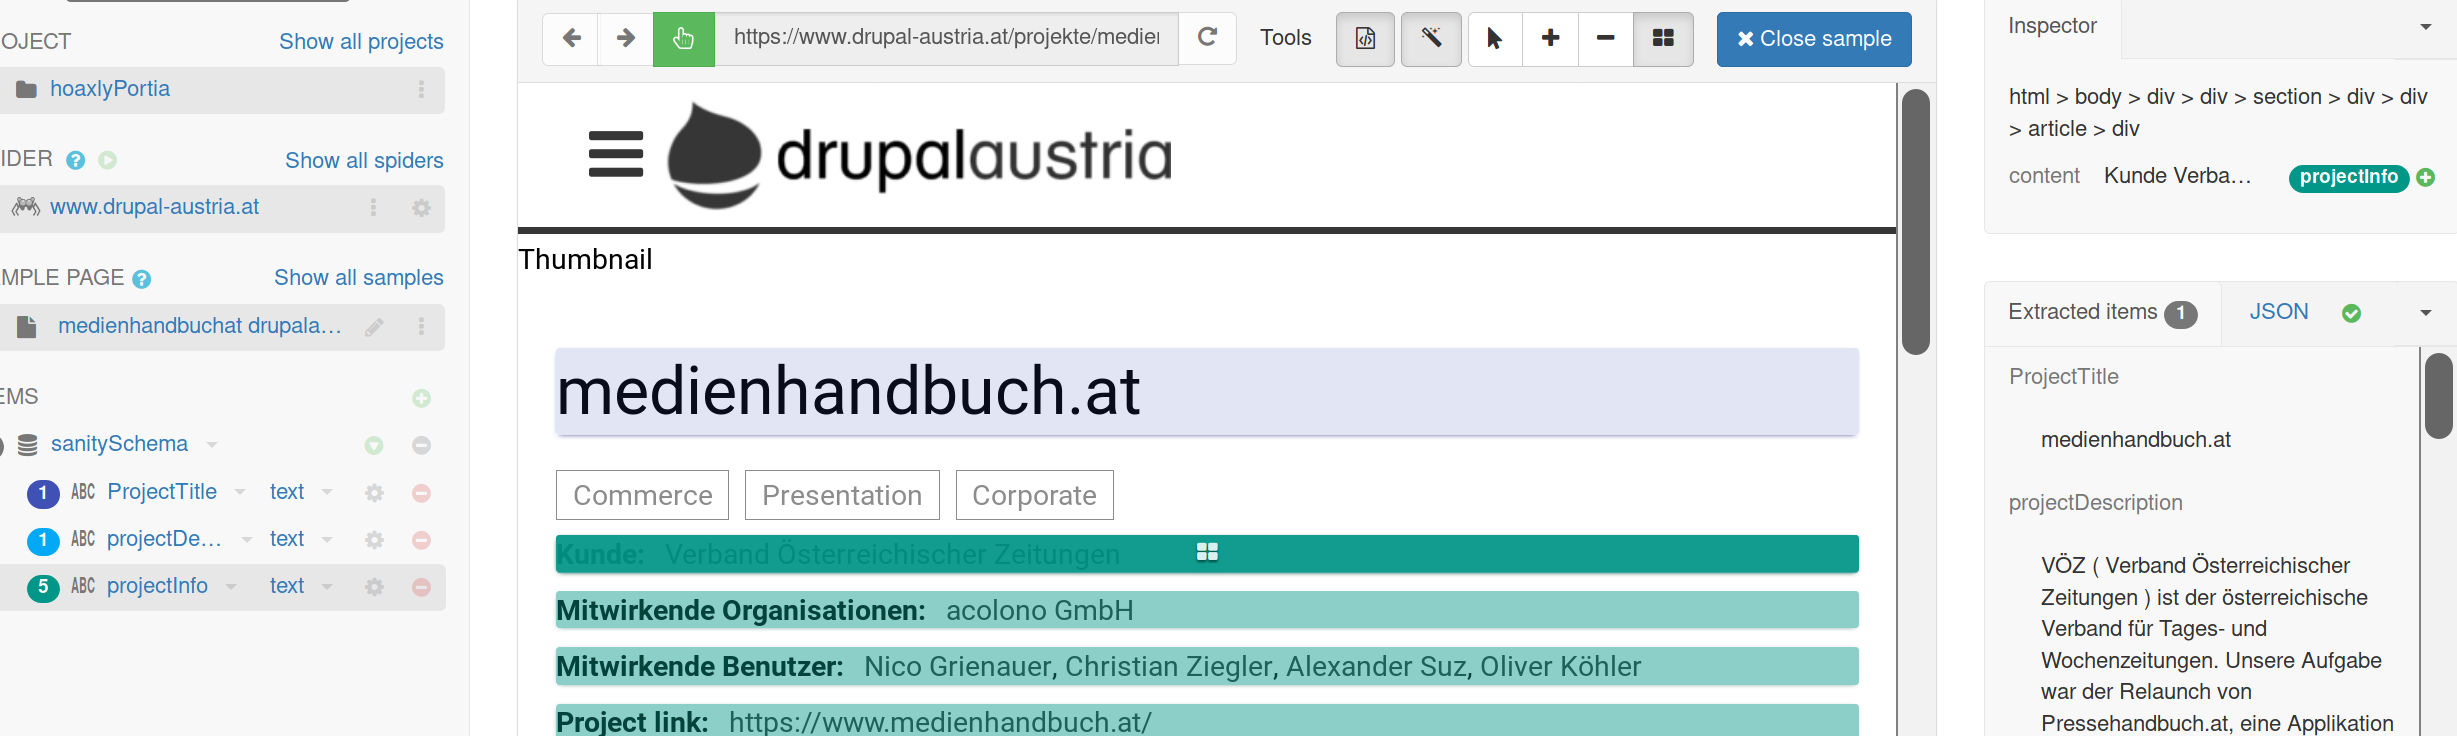 OJECT
Show all projects
hoaxlyPortia
IDER
Show all spiders
www.drupal-austria.at
MPLE PAGE
Show all samples
medienhandbuchat drupala...
EMS
sanitySchema
1 ABC ProjectTitle text
1 ABC projectDe... text
5 ABC projectInfo text
https://www.drupal-austria.at/projekte/medien
Tools
Close sample
drupalaustria
Thumbnail
medienhandbuch.at
Commerce
Presentation
Corporate
Kunde: Verband Österreichischer Zeitungen
Mitwirkende Organisationen: acolono GmbH
Mitwirkende Benutzer: Nico Grienauer, Christian Ziegler, Alexander Suz, Oliver Köhler
Project link: https://www.medienhandbuch.at/
Inspector
html > body > div > div > section > div > div
> article > div
content Kunde Verba... projectInfo
Extracted items 1
JSON
ProjectTitle
medienhandbuch.at
projectDescription
VÖZ ( Verband Österreichischer
Zeitungen ) ist der österreichische
Verband für Tages- und
Wochenzeitungen. Unsere Aufgabe
war der Relaunch von
Pressehandbuch.at, eine Applikation